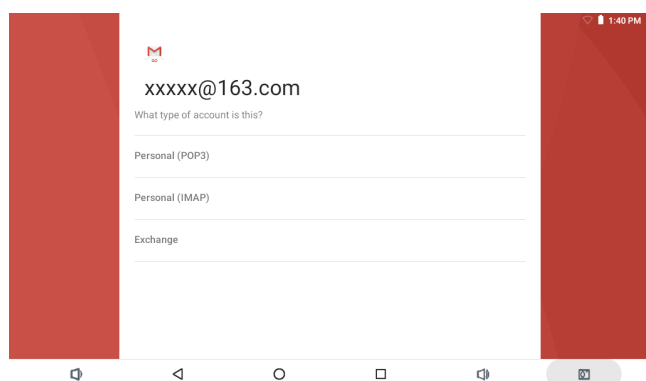 1:40 PM
xxxxx@163.com
What type of account is this?
Personal (POP3)
Personal (IMAP)
Exchange